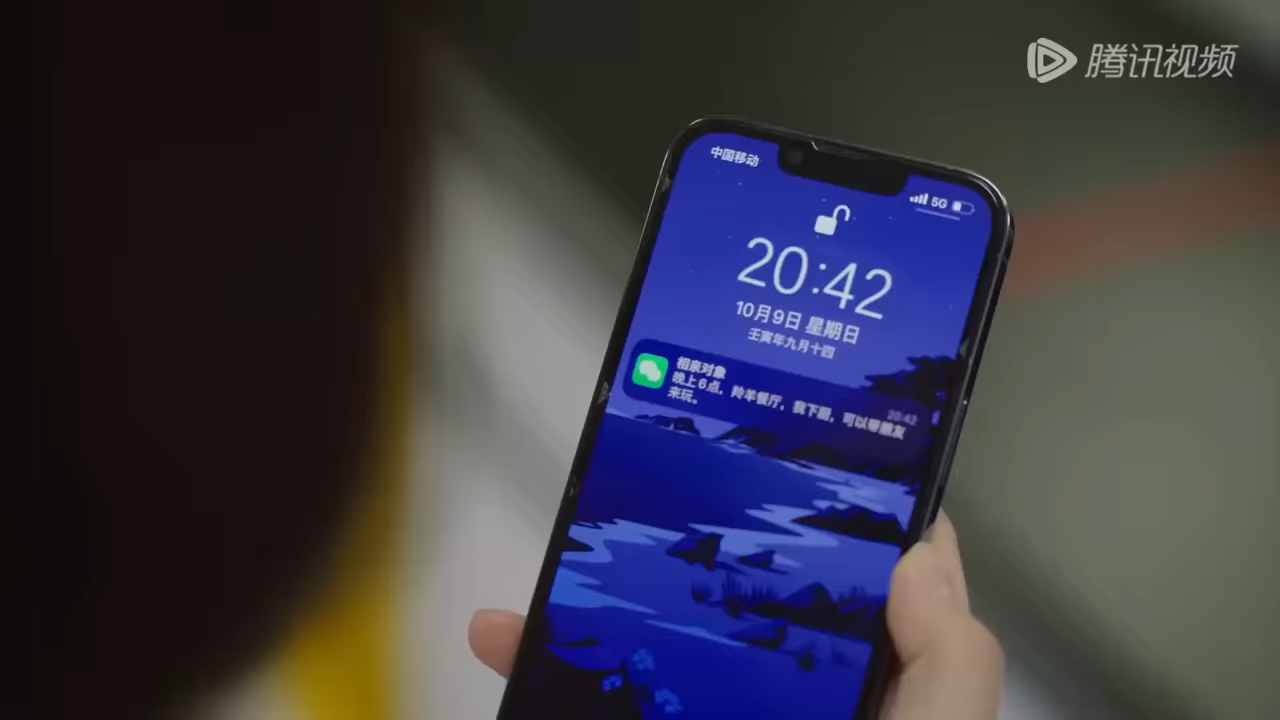 腾讯视频
中国移动
5G
20:42
10月9日 星期日
壬寅年九月十四
相亲对象
20:42
晚上6点,羚羊餐厅,我下厨,可以带
来玩。